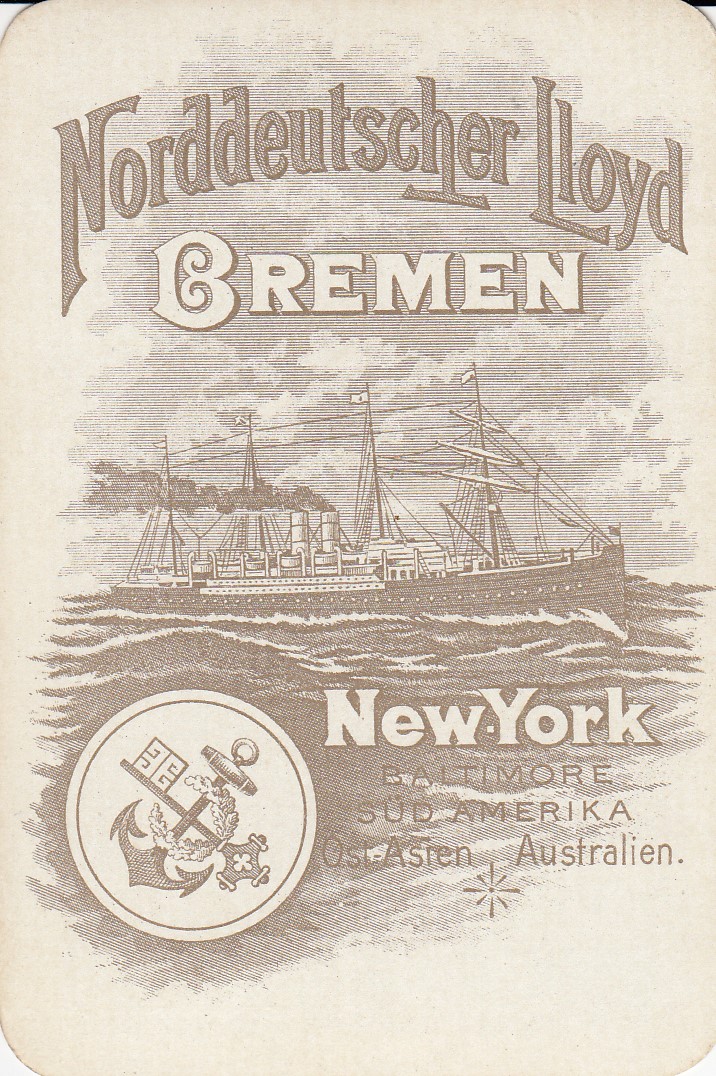 Norddeutscher Lloyd
BREMEN
New-York
BALTIMORE
SÜD AMERIKA
Ost-Asien Australien.